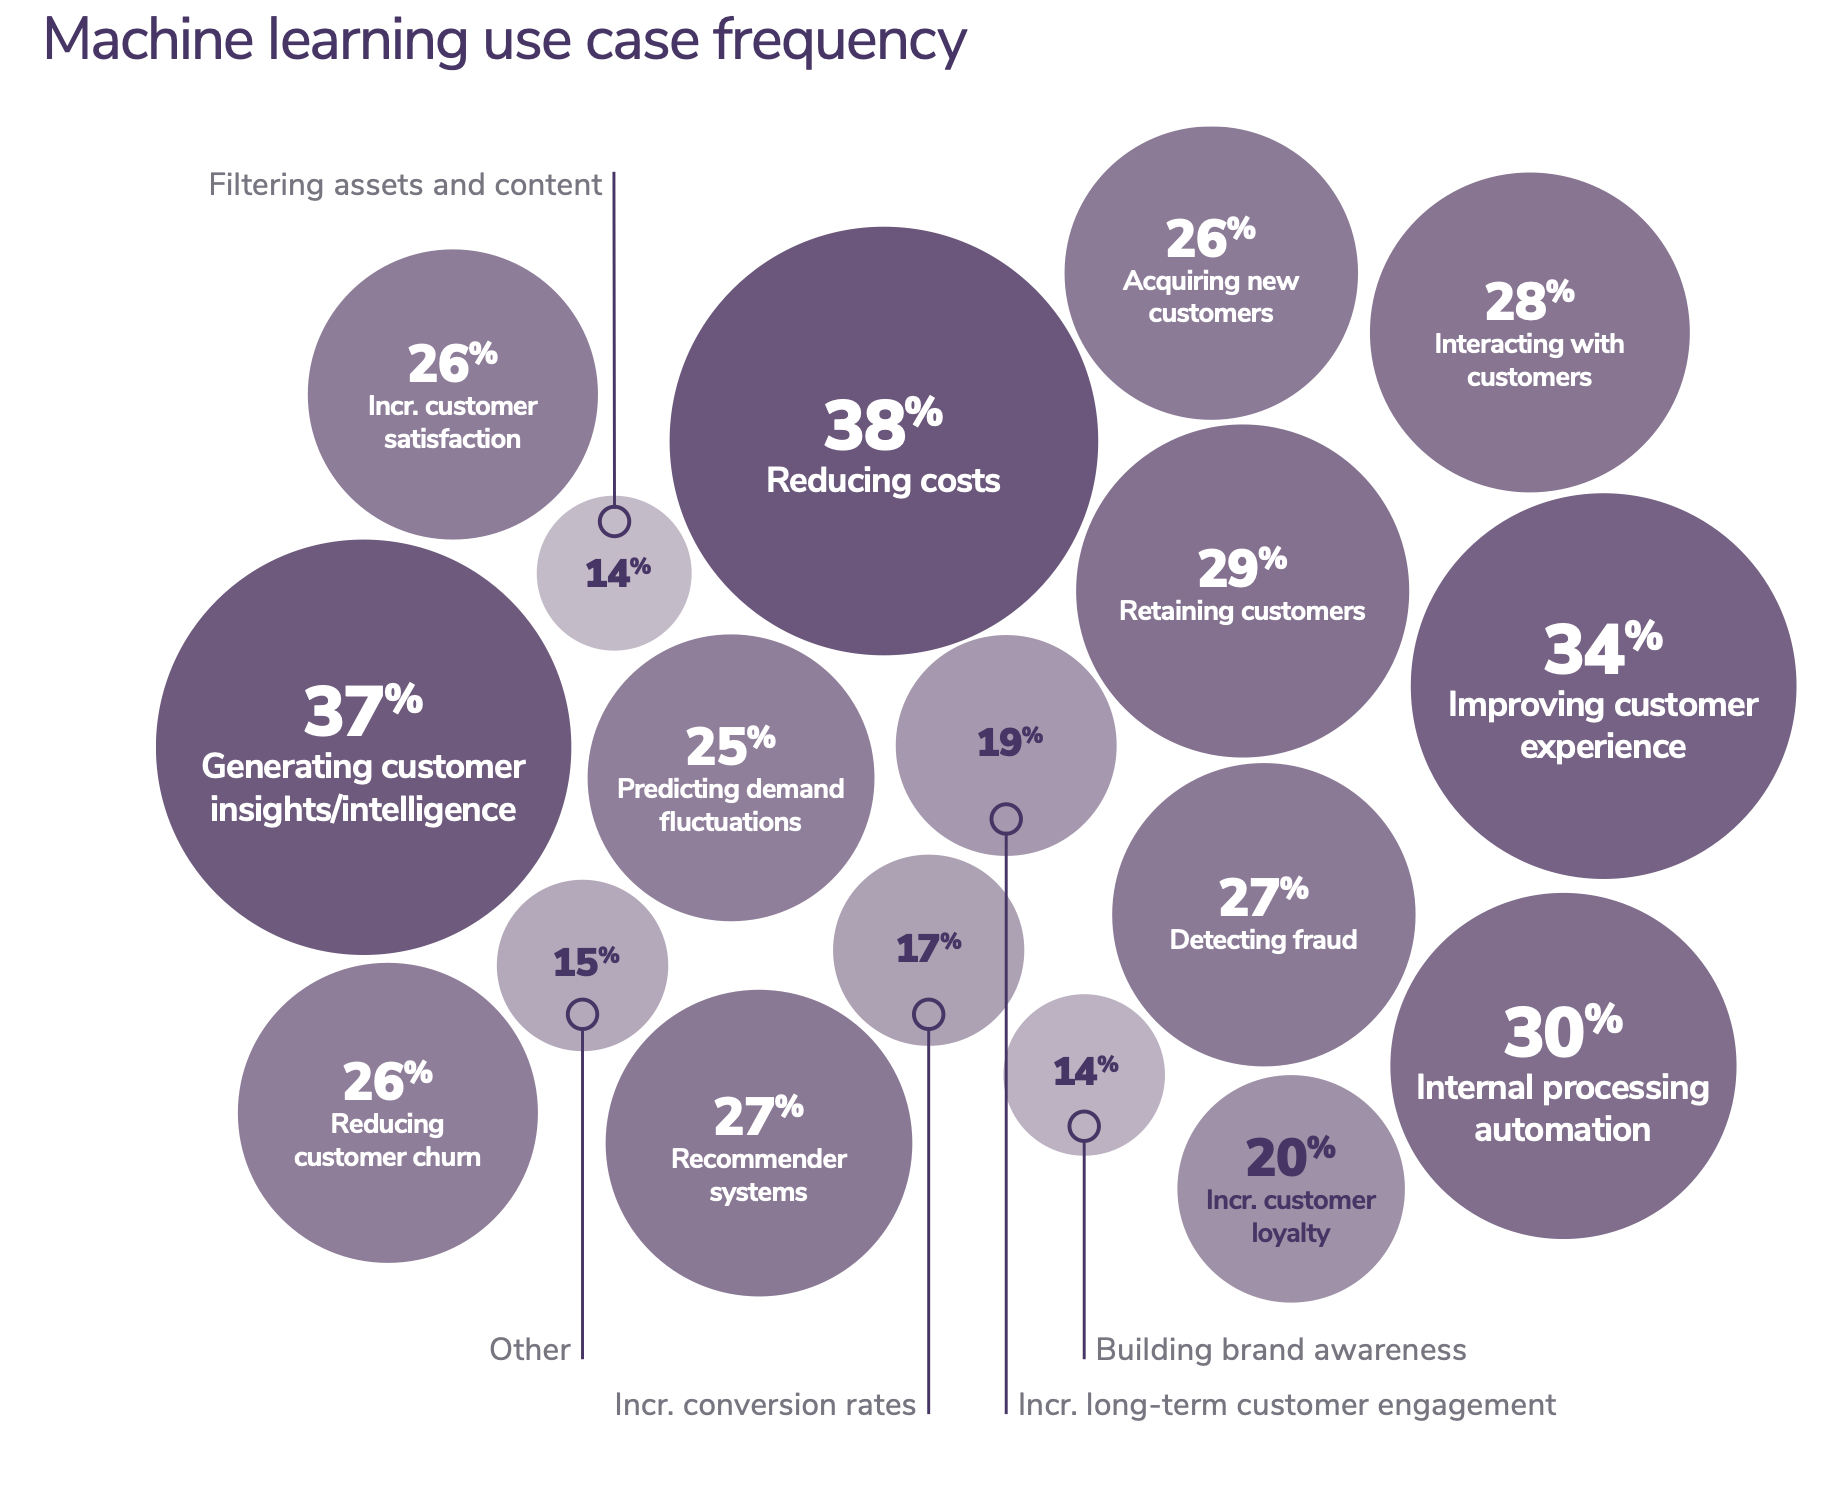 Machine learning use case frequency
Filtering assets and content
26%
Acquiring new
customers
28%
Interacting with
customers
26%
Incr. customer
satisfaction
38%
Reducing costs
14%
29%
Retaining customers
34%
Improving customer
experience
37%
Generating customer
insights/intelligence
25%
Predicting demand
fluctuations
19%
27%
Detecting fraud
15%
17%
30%
Internal processing
automation
26%
Reducing
customer churn
27%
Recommender
systems
14%
20%
Incr. customer
loyalty
Other
Building brand awareness
Incr. conversion rates
Incr. long-term customer engagement